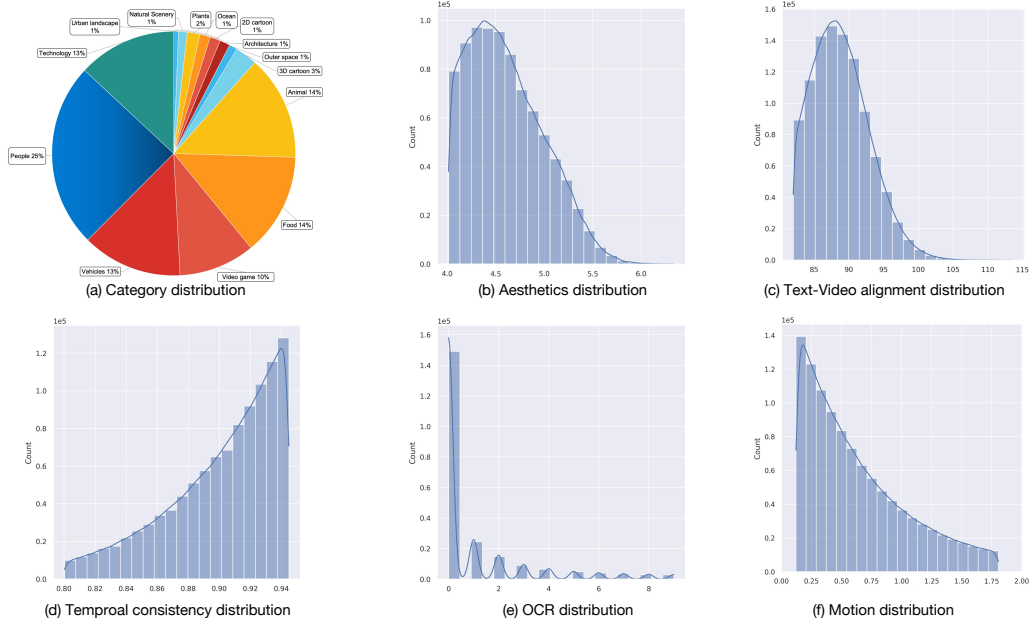 Natural Scenery
1%
Plants
2%
Ocean
1%
2D cartoon
1%
Urban landscape
1%
Architecture 1%
Technology 13%
Outer space 1%
3D cartoon 3%
Animal 14%
People 25%
Food 14%
Vehicles 13%
Video game 10%
(a) Category distribution
1e5
1.0
0.8
0.6
0.4
0.2
0.0
Count
4.0 4.5 5.0 5.5 6.0
(b) Aesthetics distribution
1e5
1.6
1.4
1.2
1.0
0.8
0.6
0.4
0.2
0.0
Count
85 90 95 100 105 110 115
(c) Text-Video alignment distribution
1e5
1.2
1.0
0.8
0.6
0.4
0.2
0.0
Count
0.80 0.82 0.84 0.86 0.88 0.90 0.92 0.94
(d) Temproal consistency distribution
1e5
1.6
1.4
1.2
1.0
0.8
0.6
0.4
0.2
0.0
Count
0 2 4 6 8
(e) OCR distribution
1e5
1.4
1.2
1.0
0.8
0.6
0.4
0.2
0.0
Count
0.00 0.25 0.50 0.75 1.00 1.25 1.50 1.75 2.00
(f) Motion distribution